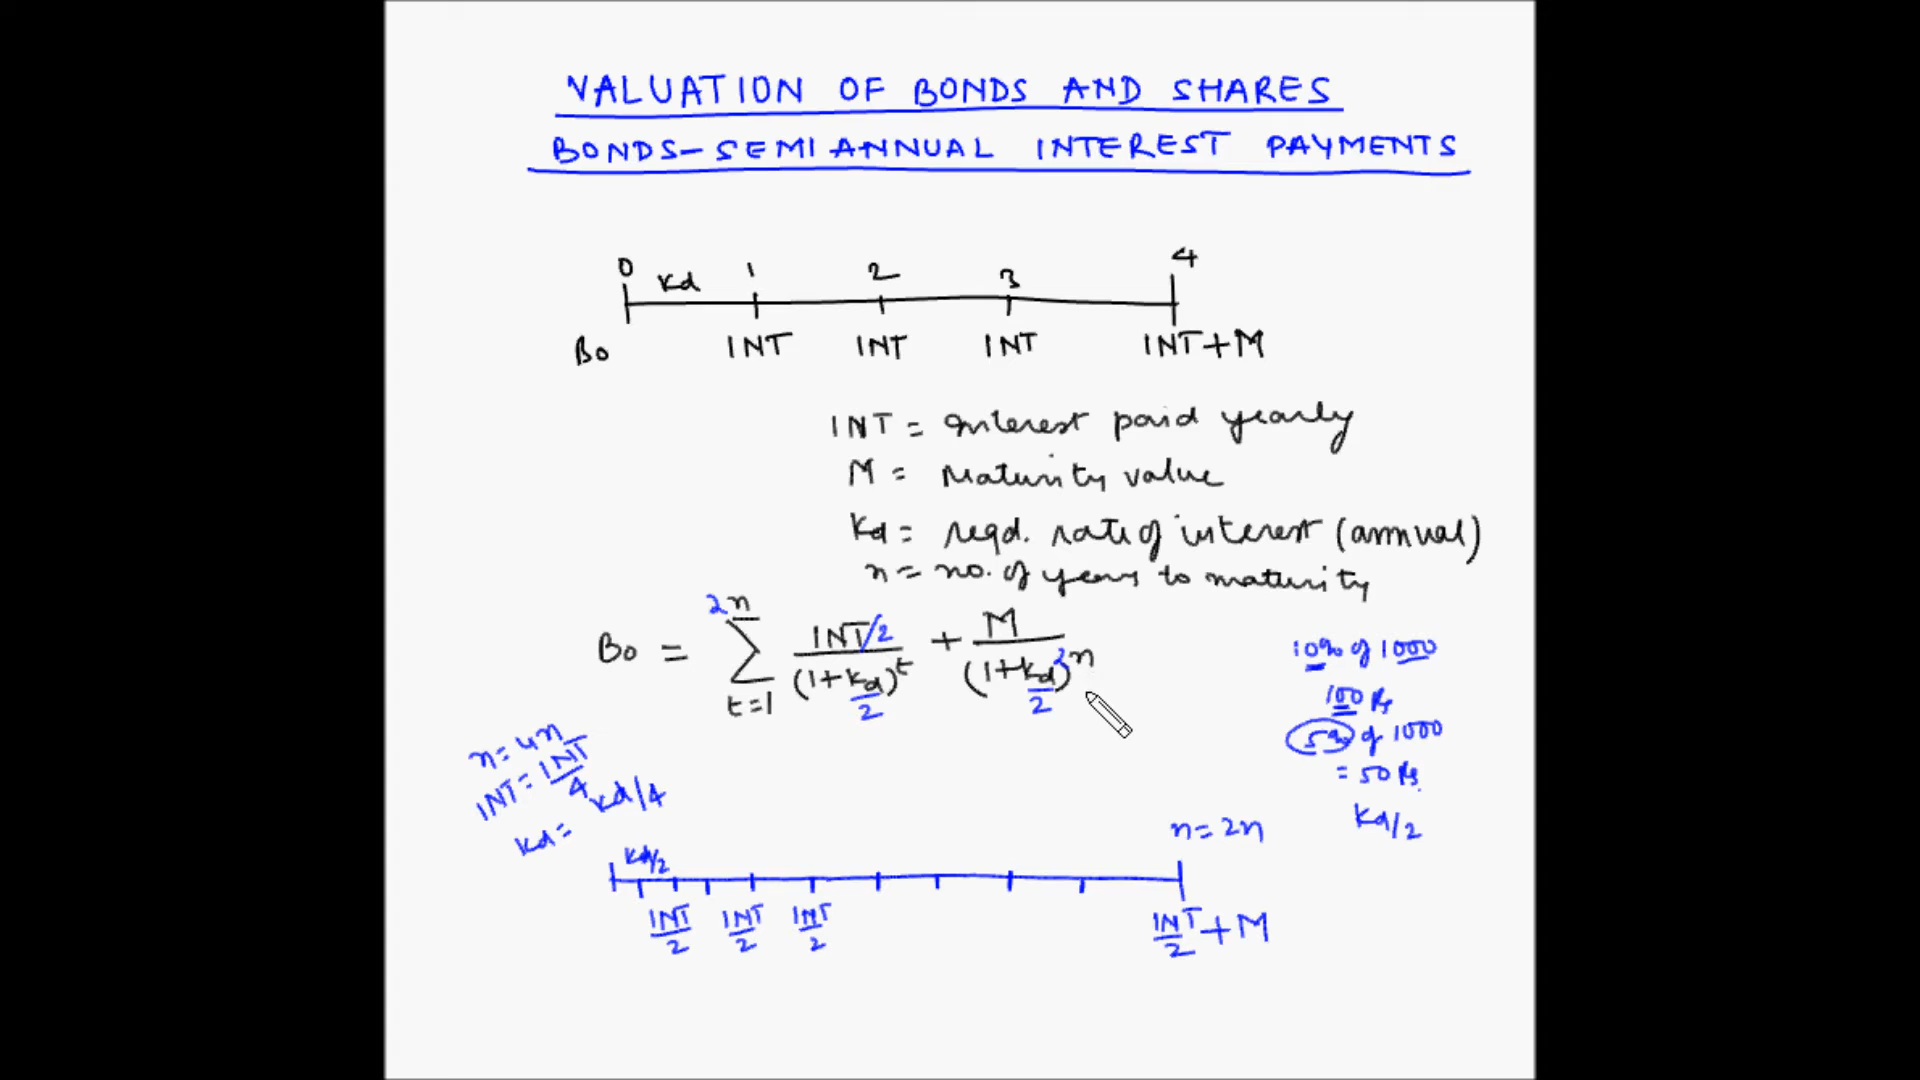 VALUATION OF BONDS AND SHARES
BONDS-SEMIANNUAL INTEREST PAYMENTS
0 kd 1 2 3 4
B0 INT INT INT INT+M
INT = Interest paid yearly
M = Maturity value
kd = reqd. rate of interest (annual)
n = no. of years to maturity
B0 = 2n Σ t=1 INT/2 / (1+kd/2)^t + M / (1+kd/2)^2n
10% of 1000
100 Rs
5% of 1000
= 50 Rs.
kd/2
n = 4n
INT = INT/4
kd = kd/4
n = 2n
kd/2
INT/2 INT/2 INT/2 INT/2 + M